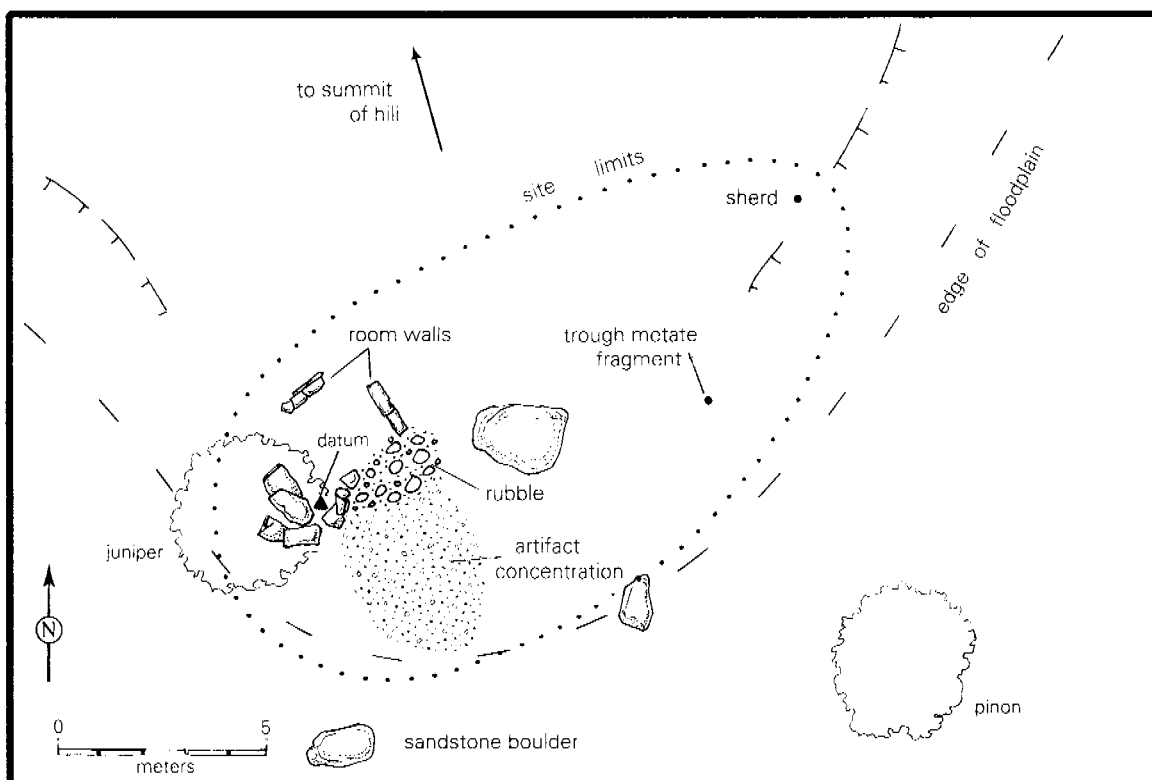 to summit
of hill
site limits
sherd
edge of floodplain
room walls
trough metate
fragment
datum
rubble
juniper
artifact
concentration
N
0 5
meters
sandstone boulder
pinon